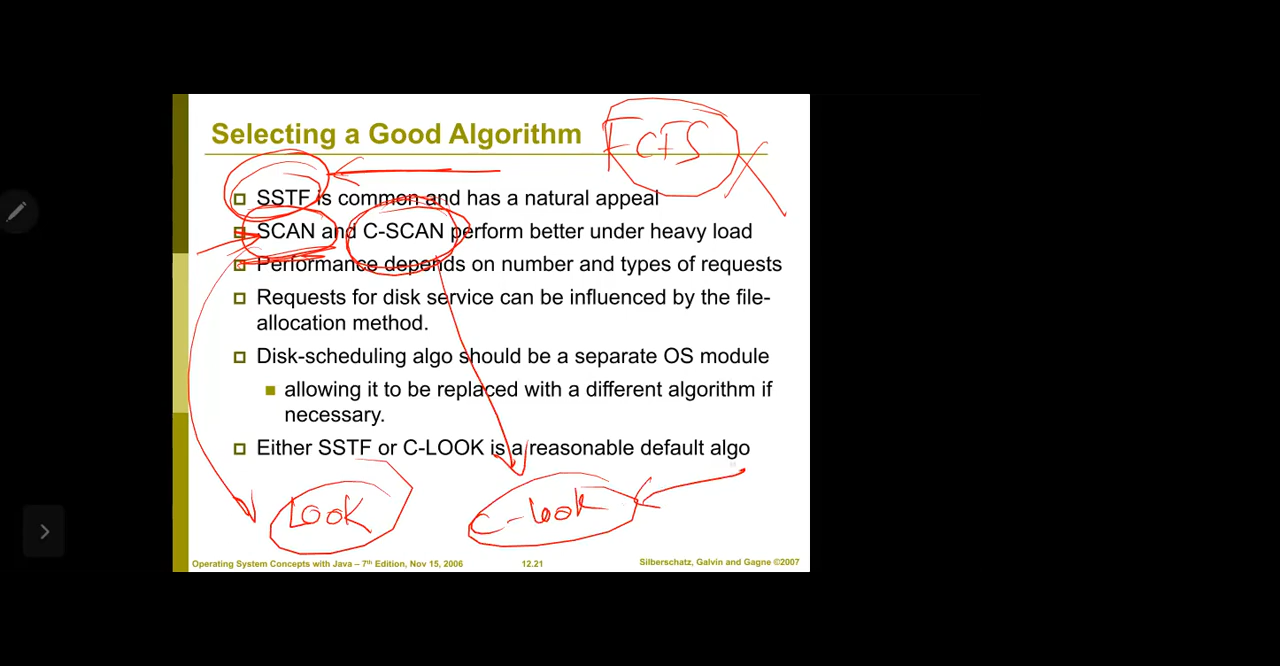 Selecting a Good Algorithm
FCFS
SSTF is common and has a natural appeal
SCAN and C-SCAN perform better under heavy load
Performance depends on number and types of requests
Requests for disk service can be influenced by the file-
allocation method.
Disk-scheduling algo should be a separate OS module
allowing it to be replaced with a different algorithm if
necessary.
Either SSTF or C-LOOK is a reasonable default algo
Look
C-look
Operating System Concepts with Java – 7th Edition, Nov 15, 2006
12.21
Silberschatz, Galvin and Gagne ©2007